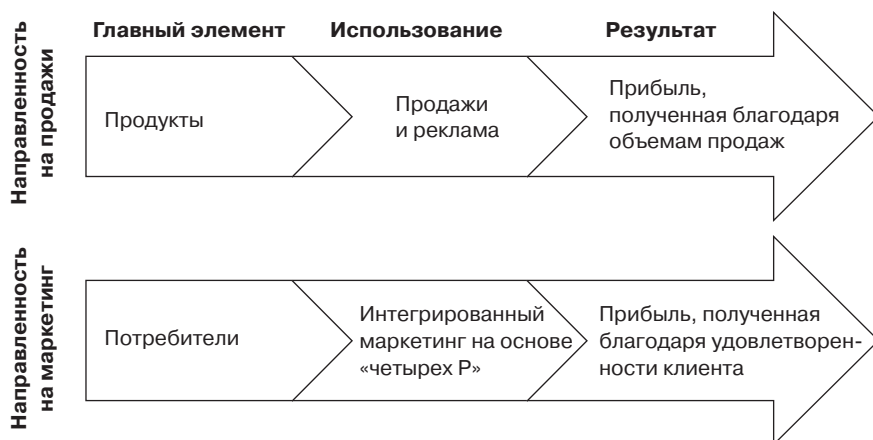 Главный элемент
Использование
Результат
Направленность
на продажи
Продукты
Продажи
и реклама
Прибыль,
полученная благодаря
объемам продаж
Направленность
на маркетинг
Потребители
Интегрированный
маркетинг на основе
«четырех Р»
Прибыль, полученная
благодаря удовлетворен-
ности клиента